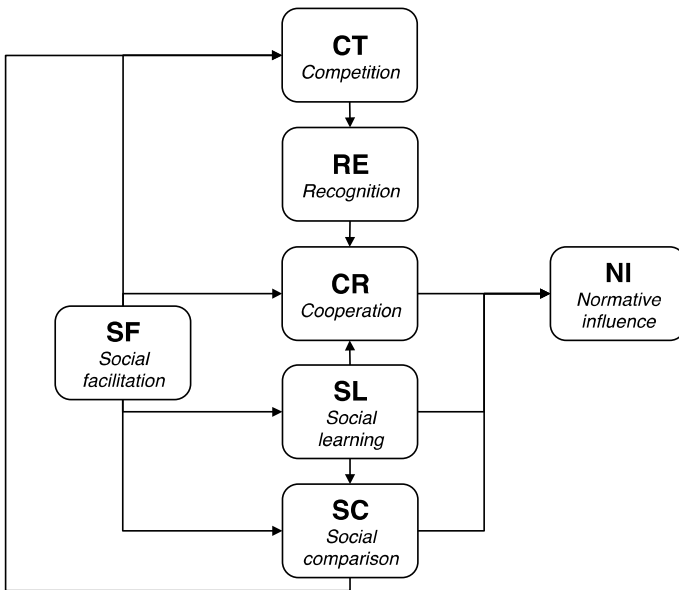 CT
Competition
RE
Recognition
CR
Cooperation
NI
Normative
influence
SF
Social
facilitation
SL
Social
learning
SC
Social
comparison